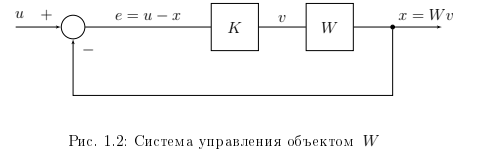 u + e = u − x K v W x = Wv
−
Рис. 1.2: Система управления объектом W